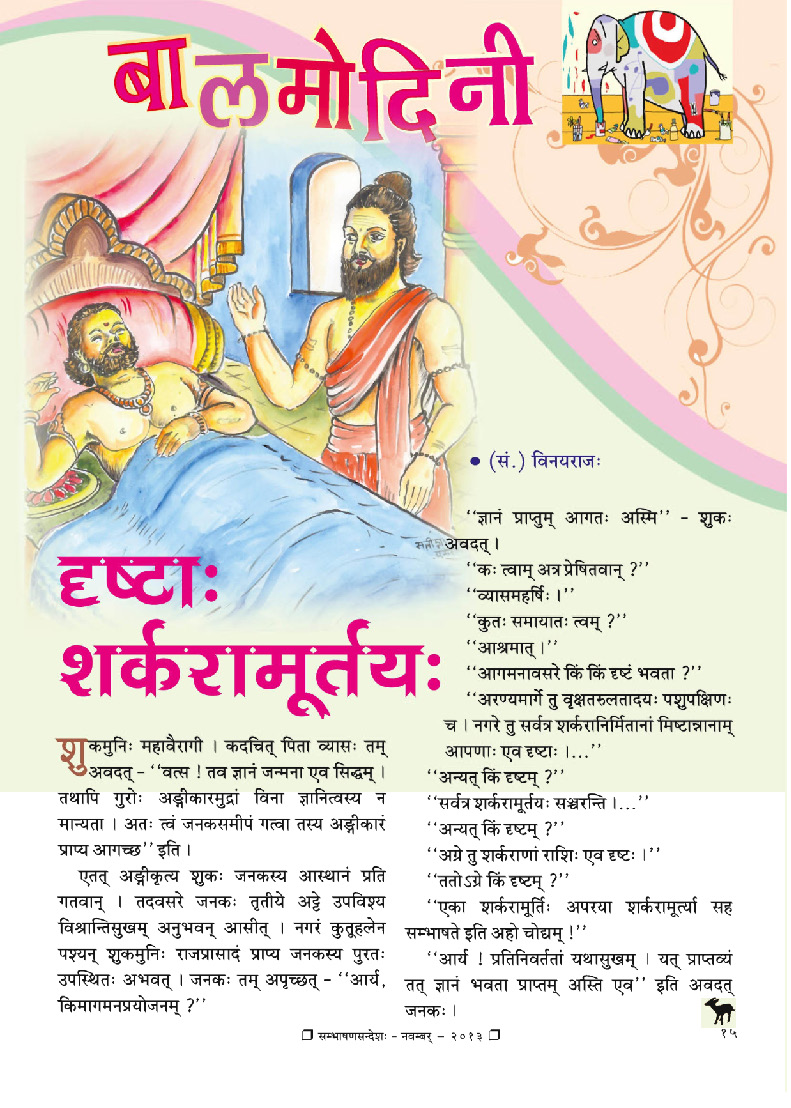 बालमोदिनी
• (सं.) विनयराजः
दृष्टाः
शर्करामूर्तयः
शुकमुनिः महावैरागी । कदचित् पिता व्यासः तम्
अवदत् – ‘‘वत्स ! तव ज्ञानं जन्मना एव सिद्धम् ।
तथापि गुरोः अङ्गीकारमुद्रां विना ज्ञानित्वस्य न
मान्यता । अतः त्वं जनकसमीपं गत्वा तस्य अङ्गीकारं
प्राप्य आगच्छ’’ इति ।
एतत् अङ्गीकृत्य शुकः जनकस्य आस्थानं प्रति
गतवान् । तदवसरे जनकः तृतीये अट्टे उपविश्य
विश्रान्तिसुखम् अनुभवन् आसीत् । नगरं कुतूहलेन
पश्यन् शुकमुनिः राजप्रासादं प्राप्य जनकस्य पुरतः
उपस्थितः अभवत् । जनकः तम् अपृच्छत् – ‘‘आर्य,
किमागमनप्रयोजनम् ?’’
‘‘ज्ञानं प्राप्तुम् आगतः अस्मि’’ – शुकः
अवदत् ।
‘‘कः त्वाम् अत्र प्रेषितवान् ?’’
‘‘व्यासमहर्षिः ।’’
‘‘कुतः समायातः त्वम् ?’’
‘‘आश्रमात् ।’’
‘‘आगमनावसरे किं किं दृष्टं भवता ?’’
‘‘अरण्यमार्गे तु वृक्षतरुलतादयः पशुपक्षिणः
च । नगरे तु सर्वत्र शर्करानिर्मितानां मिष्टान्नानाम्
आपणाः एव दृष्टाः ।...’’
‘‘अन्यत् किं दृष्टम् ?’’
‘‘सर्वत्र शर्करामूर्तयः सञ्चरन्ति ।...’’
‘‘अन्यत् किं दृष्टम् ?’’
‘‘अग्रे तु शर्कराणां राशिः एव दृष्टः ।’’
‘‘ततोऽग्रे किं दृष्टम् ?’’
‘‘एका शर्करामूर्तिः अपरया शर्करामूर्त्या सह
सम्भाषते इति अहो चोद्यम् !’’
‘‘आर्य ! प्रतिनिवर्ततां यथासुखम् । यत् प्राप्तव्यं
तत् ज्ञानं भवता प्राप्तम् अस्ति एव’’ इति अवदत्
जनकः ।
❐ सम्भाषणसन्देशः – नवम्बर् – २०१३ ❐
१५